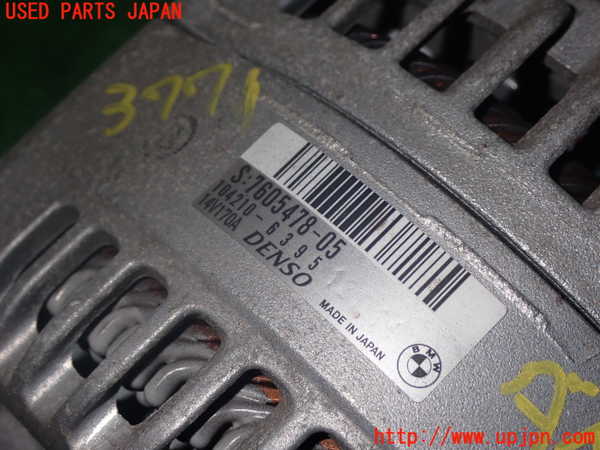 USED PARTS JAPAN
3771
S:7605478-05
104210-6395
14V170A DENSO
MADE IN JAPAN
BMW
http://www.upjpn.com/